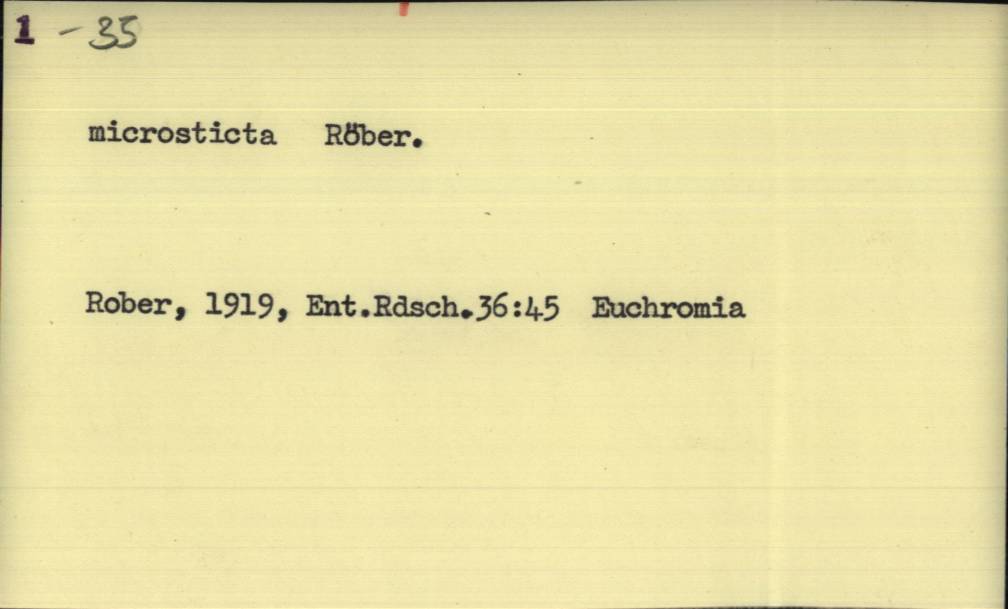 1 - 35
microsticta Röber.
Rober, 1919, Ent.Rdsch.36:45 Euchromia